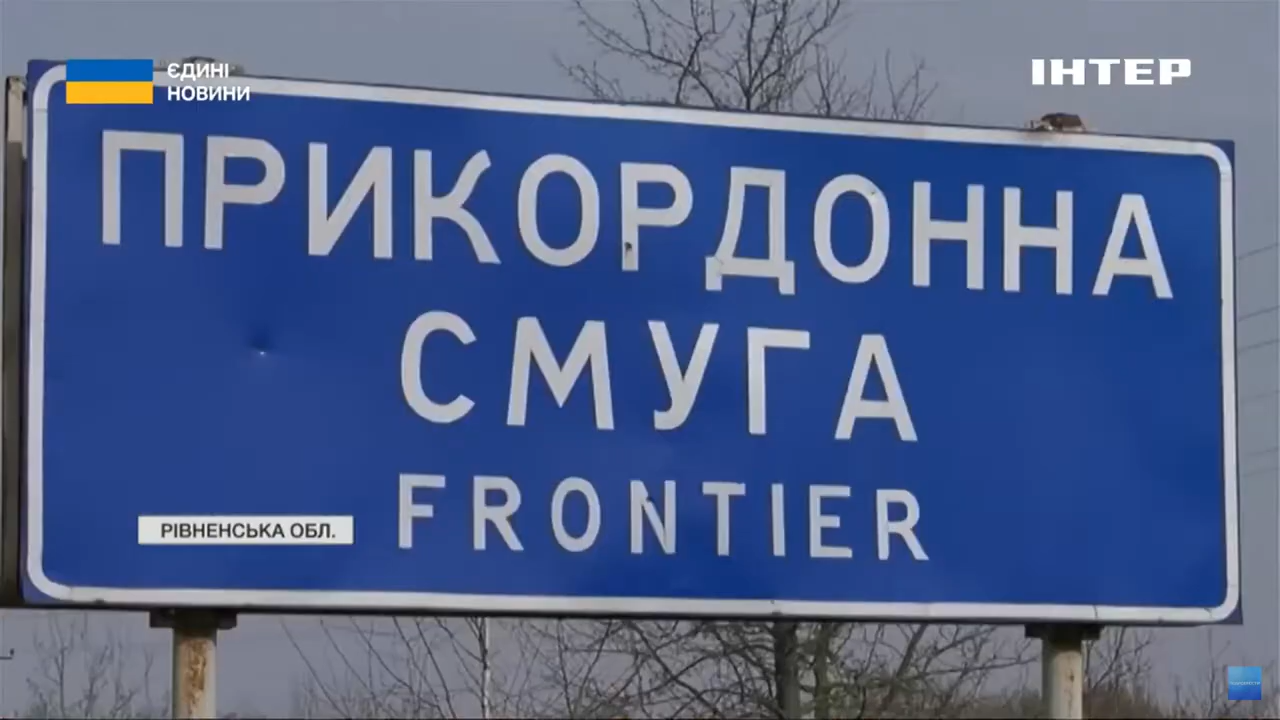 ЄДИНІ
НОВИНИ
ІНТЕР
ПРИКОРДОННА
СМУГА
FRONTIER
РІВНЕНСЬКА ОБЛ.